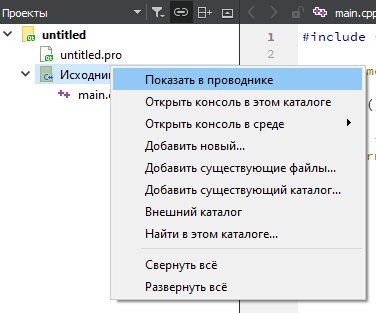 Проекты
main.cpp
untitled
untitled.pro
Исходни
main.
1
2
#include
Показать в проводнике
Открыть консоль в этом каталоге
Открыть консоль в среде
Добавить новый...
Добавить существующие файлы...
Добавить существующий каталог...
Внешний каталог
Найти в этом каталоге...
Свернуть всё
Развернуть всё